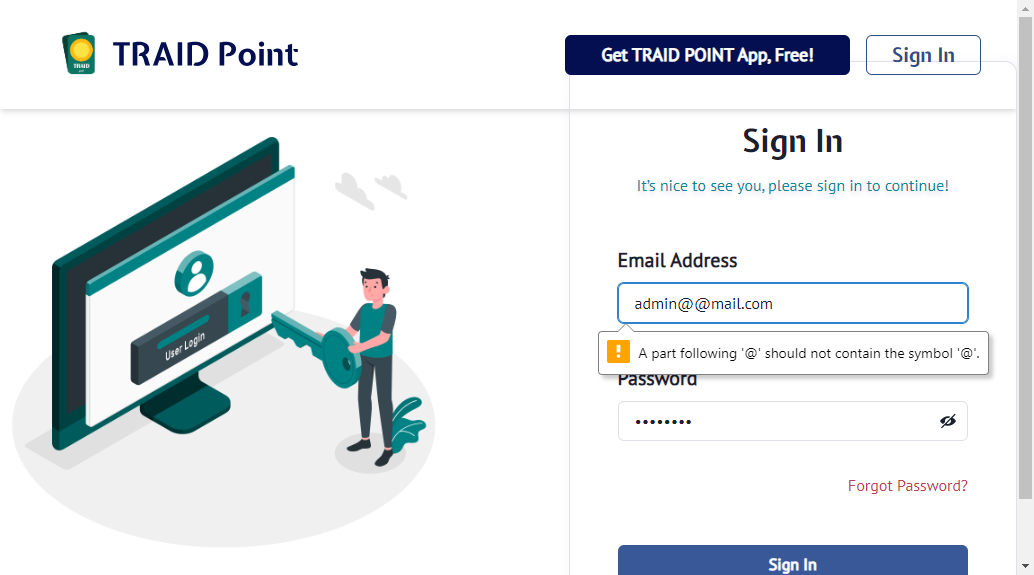 TRAID
TRAID Point
Get TRAID POINT App, Free!
Sign In
Sign In
It's nice to see you, please sign in to continue!
Email Address
admin@@mail.com
A part following '@' should not contain the symbol '@'.
Password
••••••••
Forgot Password?
Sign In
User Login